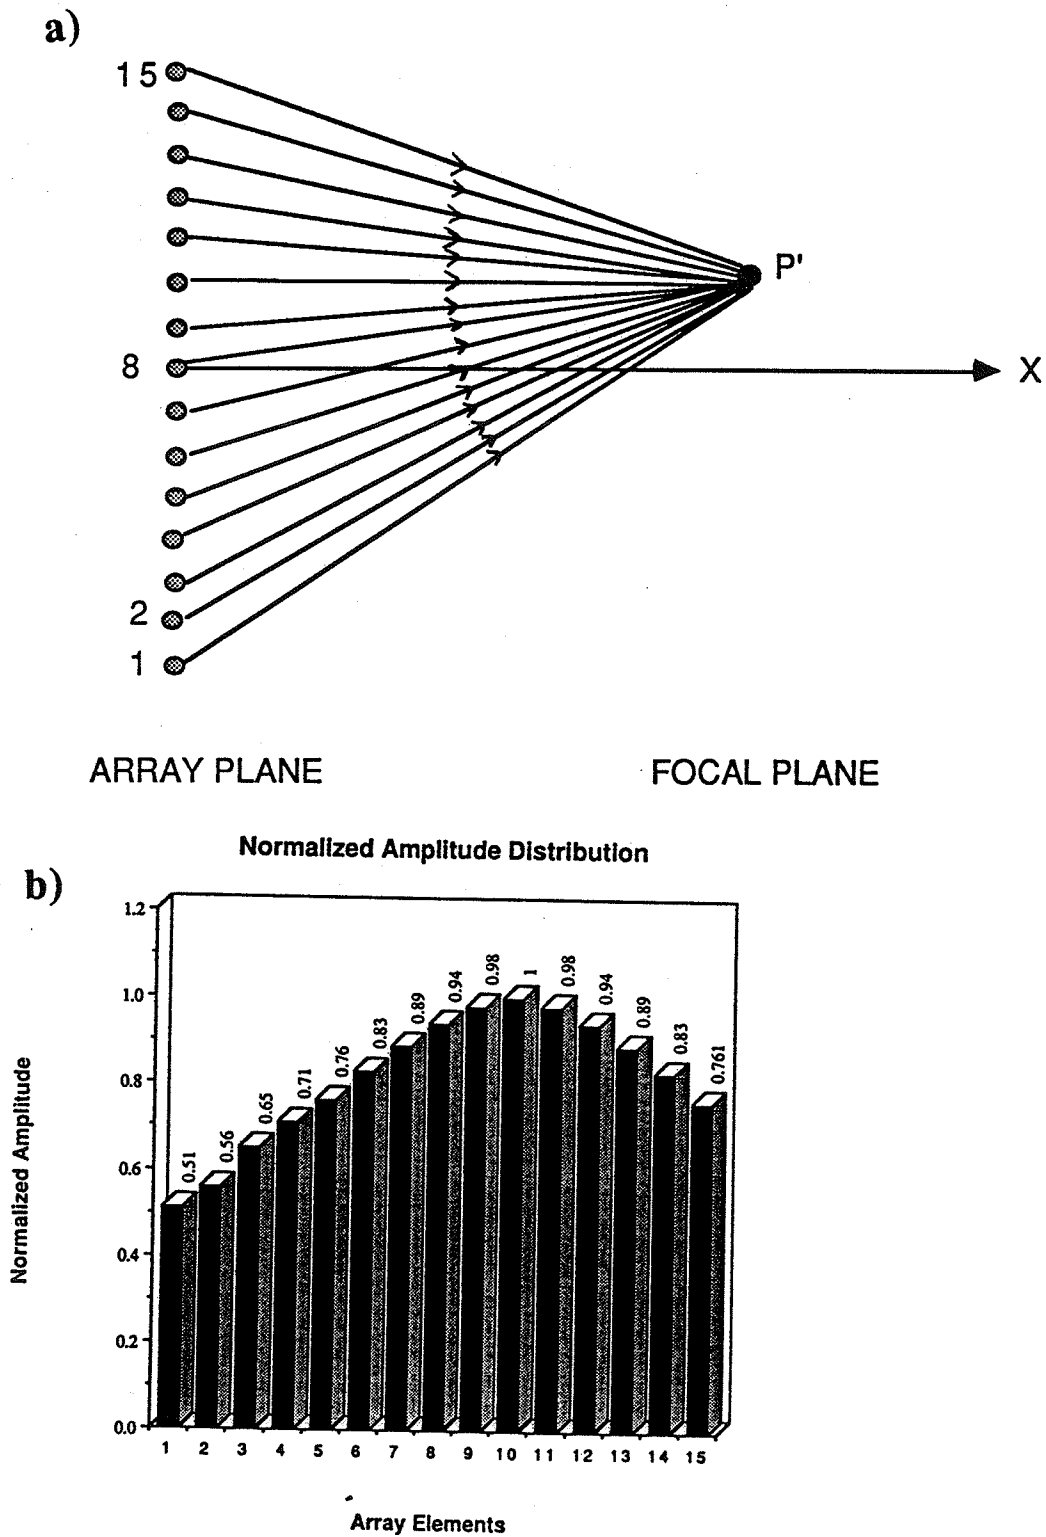 a)
15
P'
8
X
2
1
ARRAY PLANE FOCAL PLANE
Normalized Amplitude Distribution
b)
Normalized Amplitude
1.2
1.0
0.8
0.6
0.4
0.2
0.0
0.51 0.56 0.65 0.71 0.76 0.83 0.89 0.94 0.98 1 0.98 0.94 0.89 0.83 0.761
1 2 3 4 5 6 7 8 9 10 11 12 13 14 15
Array Elements